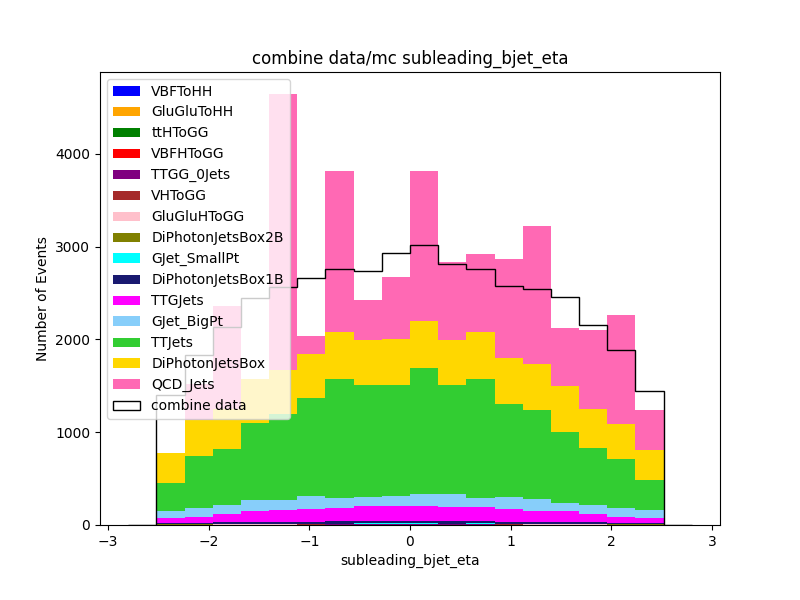 combine data/mc subleading_bjet_eta
Number of Events
4000
3000
2000
1000
0
VBFToHH
GluGluToHH
ttHToGG
VBFHToGG
TTGG_0Jets
VHToGG
GluGluHToGG
DiPhotonJetsBox2B
GJet_SmallPt
DiPhotonJetsBox1B
TTGJets
GJet_BigPt
TTJets
DiPhotonJetsBox
QCD_Jets
combine data
−3 −2 −1 0 1 2 3
subleading_bjet_eta